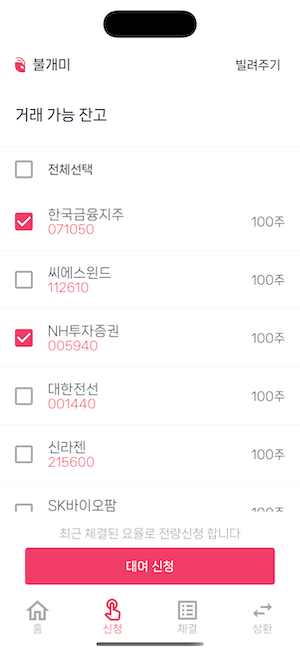 불개미
빌려주기
거래 가능 잔고
전체선택
한국금융지주
071050
100주
씨에스윈드
112610
100주
NH투자증권
005940
100주
대한전선
001440
100주
신라젠
215600
100주
SK바이오팜
100주
최근 체결된 요율로 전량신청 합니다
대여 신청
홈
신청
체결
상환